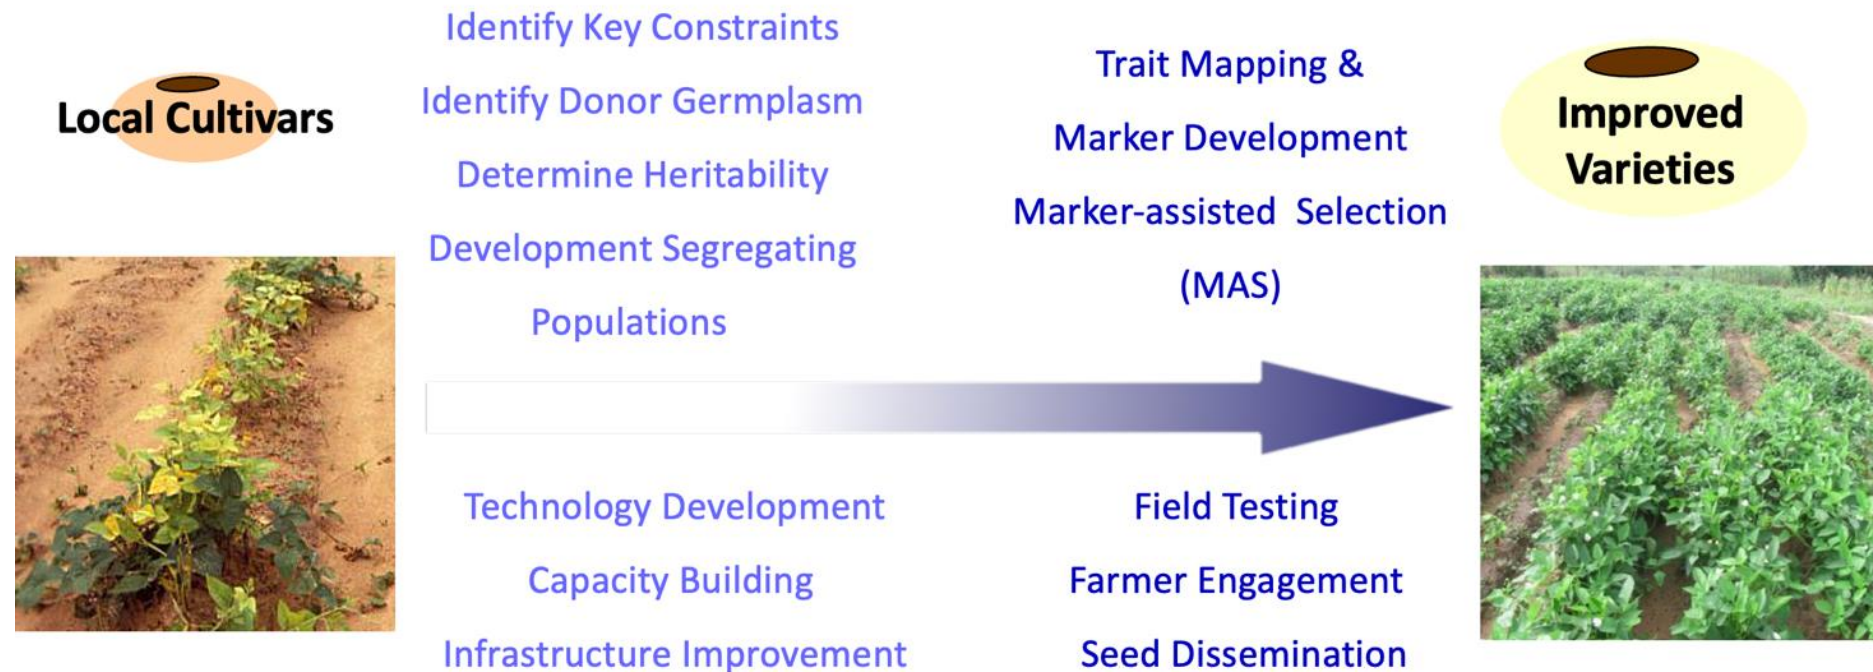 Local Cultivars
Identify Key Constraints
Identify Donor Germplasm
Determine Heritability
Development Segregating
Populations
Trait Mapping &
Marker Development
Marker-assisted Selection
(MAS)
Improved
Varieties
Technology Development
Capacity Building
Infrastructure Improvement
Field Testing
Farmer Engagement
Seed Dissemination